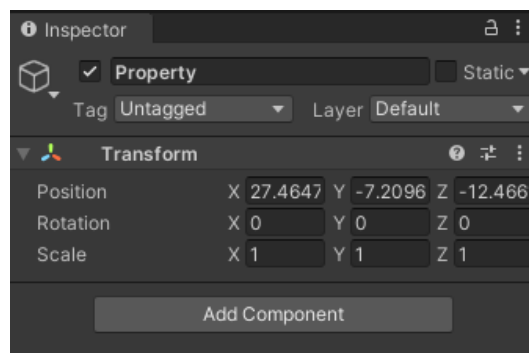 Inspector
Property Static
Tag Untagged Layer Default
Transform
Position X 27.4647 Y -7.2096 Z -12.466
Rotation X 0 Y 0 Z 0
Scale X 1 Y 1 Z 1
Add Component